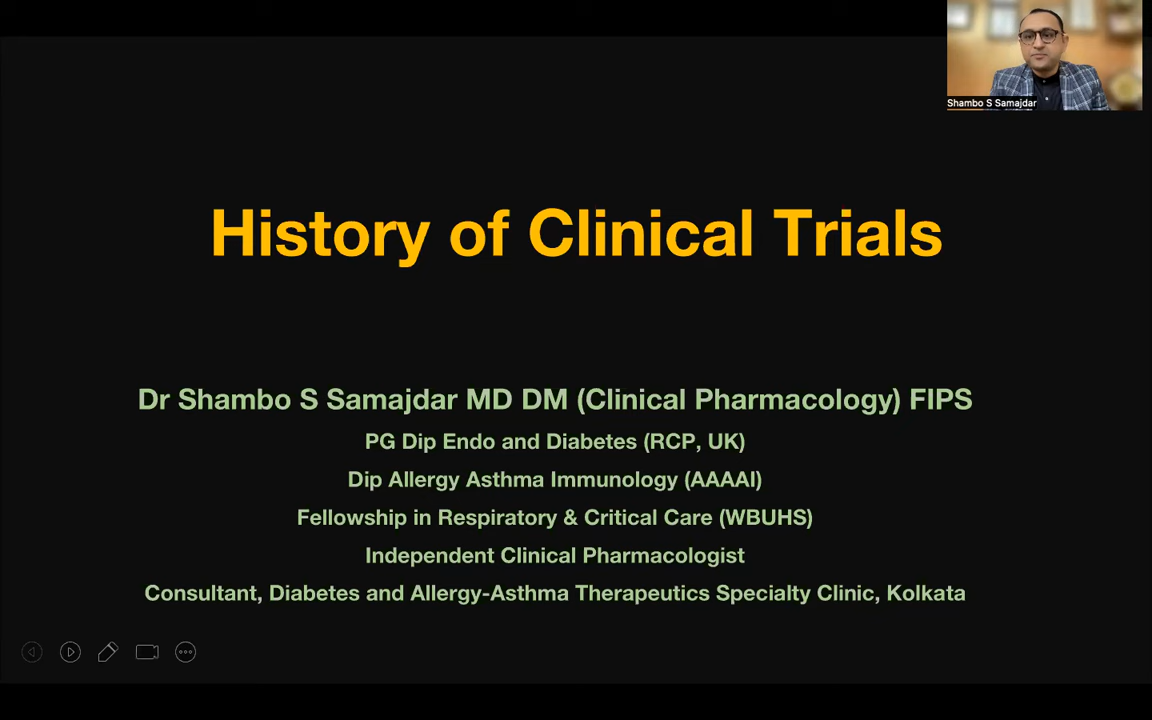 Shambo S Samajdar
History of Clinical Trials
Dr Shambo S Samajdar MD DM (Clinical Pharmacology) FIPS
PG Dip Endo and Diabetes (RCP, UK)
Dip Allergy Asthma Immunology (AAAAI)
Fellowship in Respiratory & Critical Care (WBUHS)
Independent Clinical Pharmacologist
Consultant, Diabetes and Allergy-Asthma Therapeutics Specialty Clinic, Kolkata